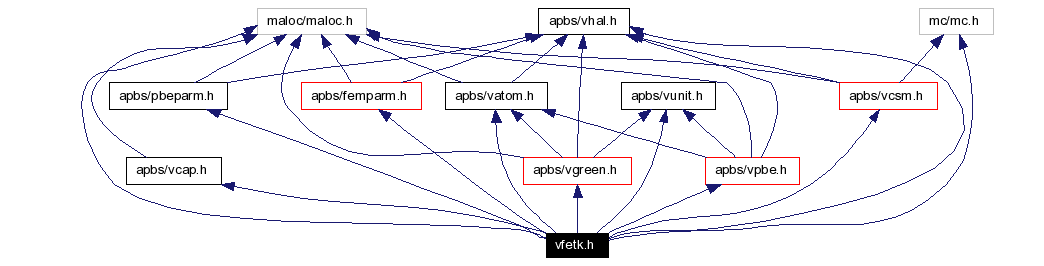 maloc/maloc.h
apbs/vhal.h
mc/mc.h
apbs/pbeparm.h
apbs/femparm.h
apbs/vatom.h
apbs/vunit.h
apbs/vcsm.h
apbs/vcap.h
apbs/vgreen.h
apbs/vpbe.h
vfetk.h